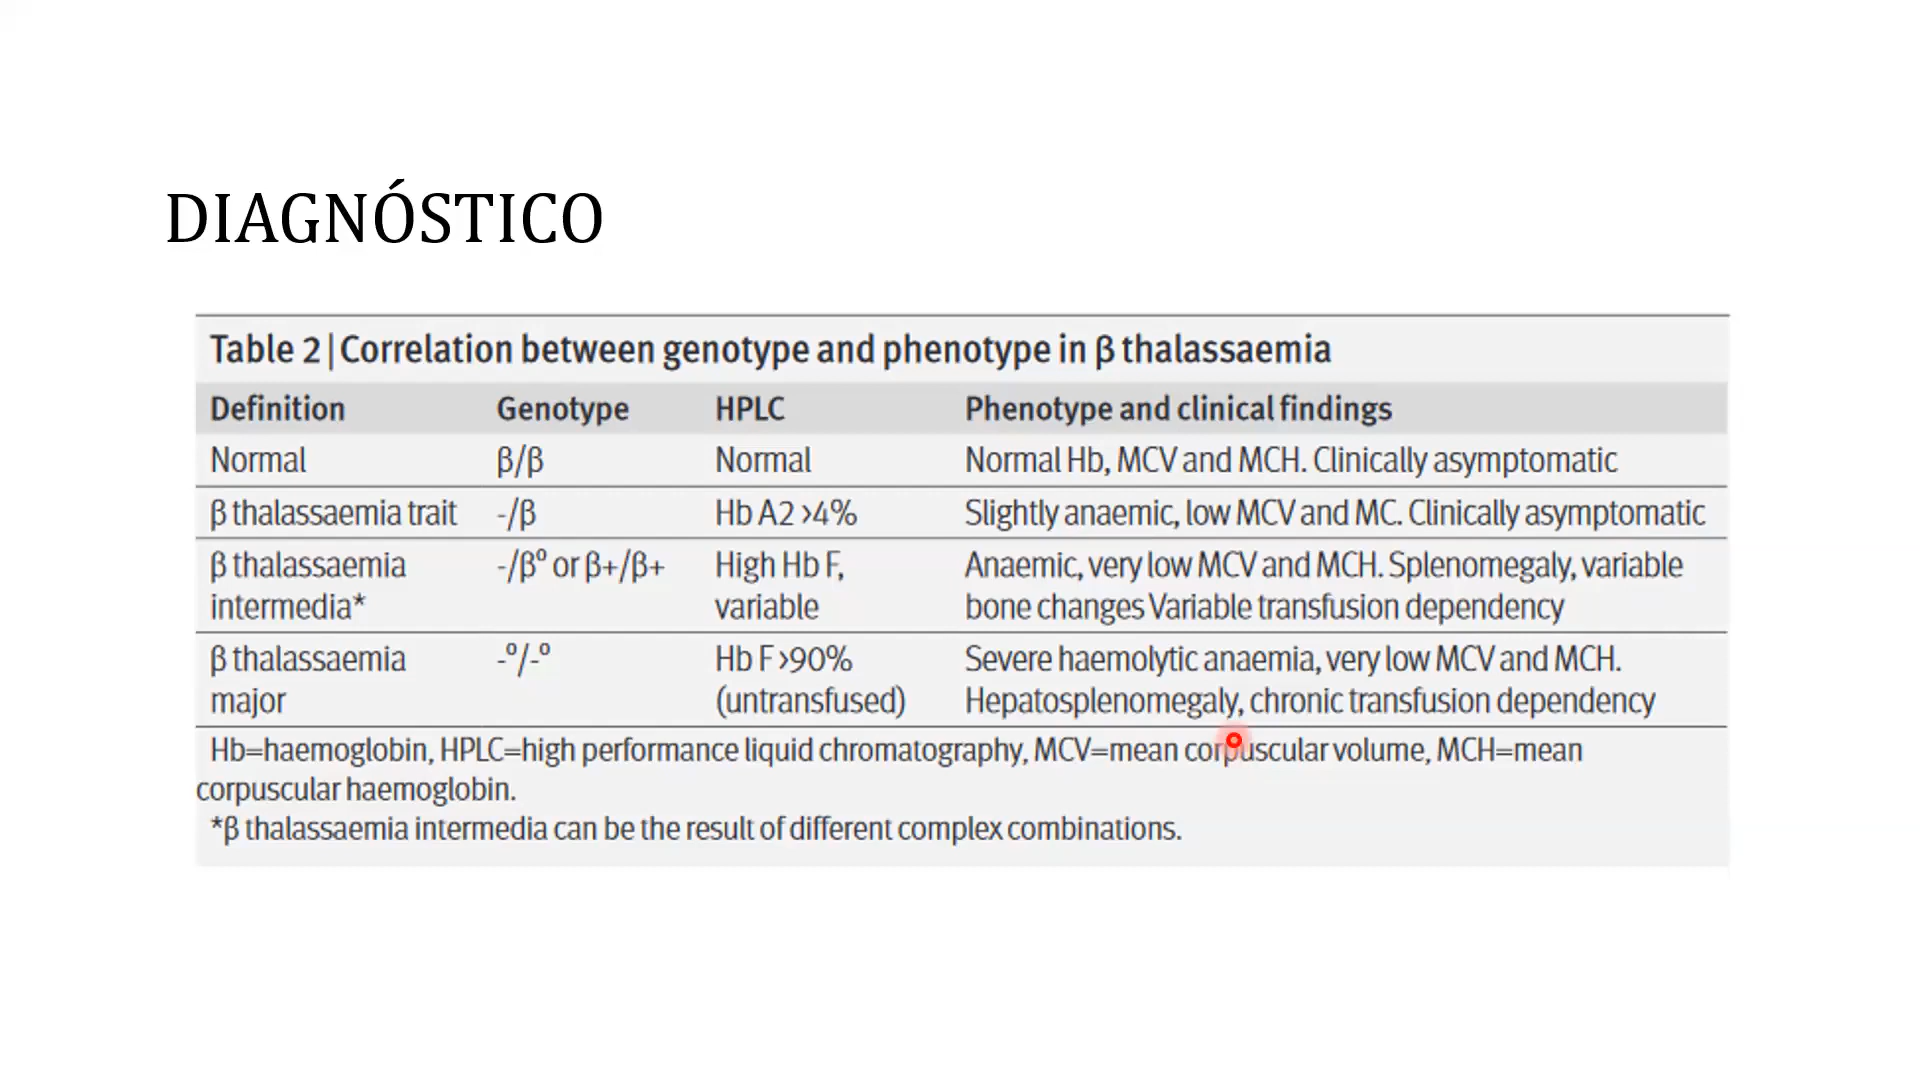 DIAGNÓSTICO
Table 2 | Correlation between genotype and phenotype in β thalassaemia
Definition Genotype HPLC Phenotype and clinical findings
Normal β/β Normal Normal Hb, MCV and MCH. Clinically asymptomatic
β thalassaemia trait -/β Hb A2 >4% Slightly anaemic, low MCV and MC. Clinically asymptomatic
β thalassaemia -/βº or β+/β+ High Hb F, Anaemic, very low MCV and MCH. Splenomegaly, variable
intermedia* variable bone changes Variable transfusion dependency
β thalassaemia -º/-º Hb F >90% Severe haemolytic anaemia, very low MCV and MCH.
major (untransfused) Hepatosplenomegaly, chronic transfusion dependency
Hb=haemoglobin, HPLC=high performance liquid chromatography, MCV=mean corpuscular volume, MCH=mean
corpuscular haemoglobin.
*β thalassaemia intermedia can be the result of different complex combinations.